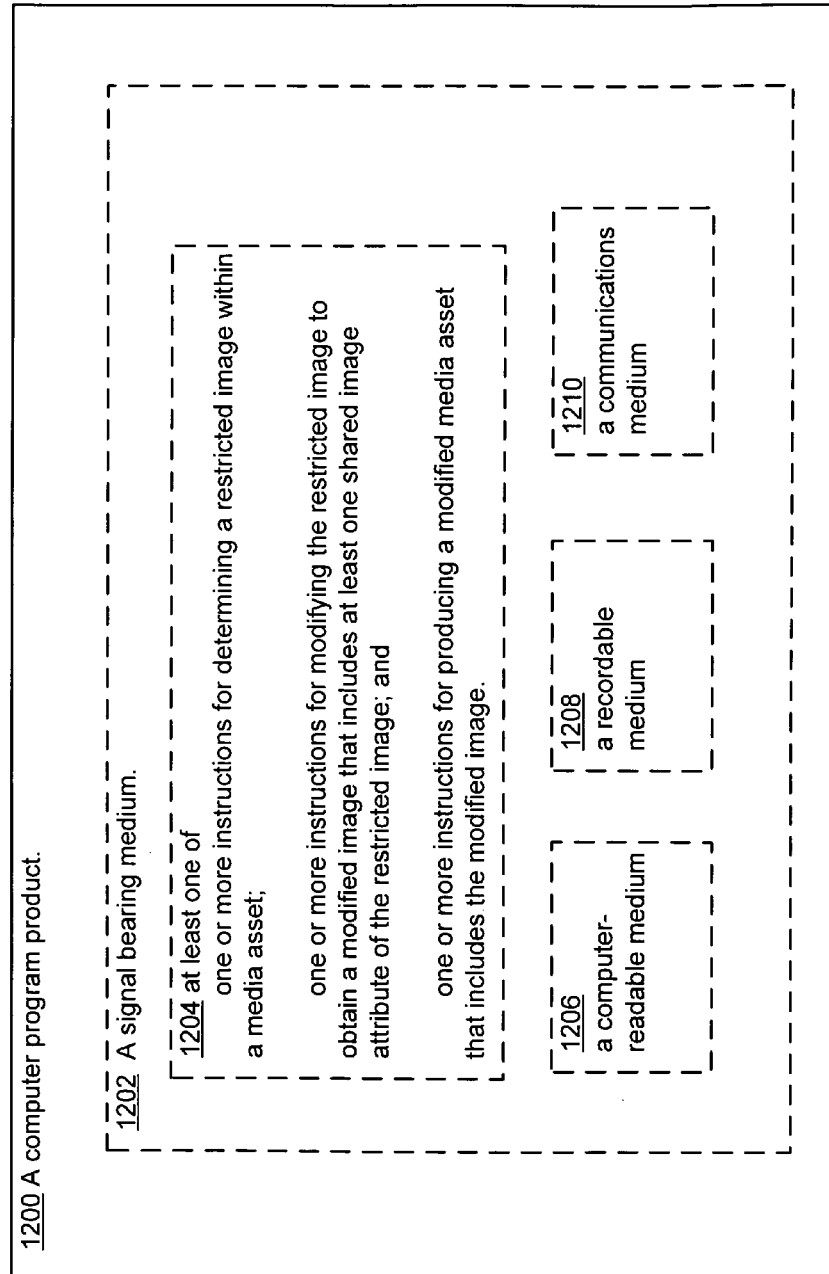 1200 A computer program product.
1202 A signal bearing medium.
1204 at least one of
one or more instructions for determining a restricted image within
a media asset;
one or more instructions for modifying the restricted image to
obtain a modified image that includes at least one shared image
attribute of the restricted image; and
one or more instructions for producing a modified media asset
that includes the modified image.
1206
a computer-
readable medium
1208
a recordable
medium
1210
a communications
medium